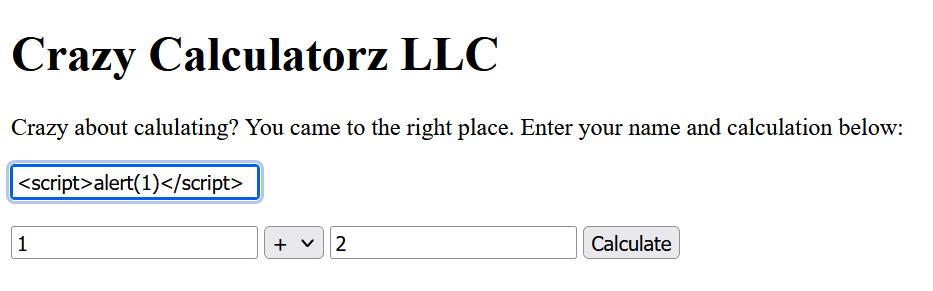 Crazy Calculatorz LLC
Crazy about calulating? You came to the right place. Enter your name and calculation below:
<script>alert(1)</script>
1 + 2 Calculate